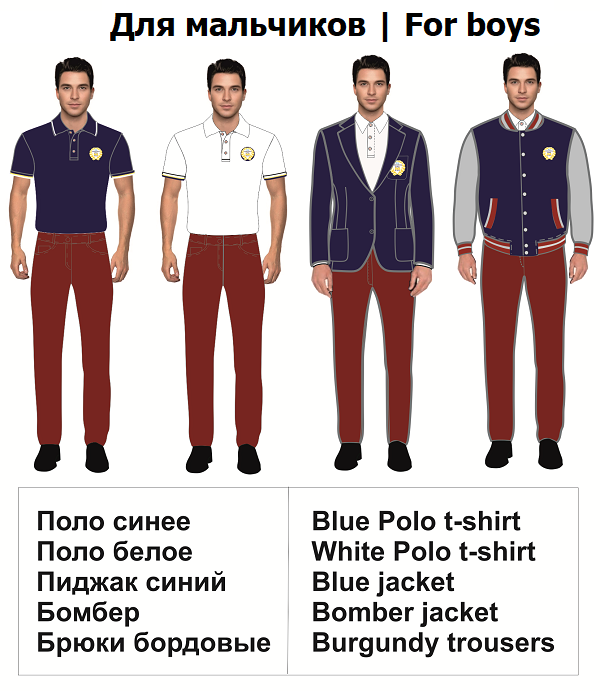 Для мальчиков | For boys
Поло синее
Поло белое
Пиджак синий
Бомбер
Брюки бордовые
Blue Polo t-shirt
White Polo t-shirt
Blue jacket
Bomber jacket
Burgundy trousers